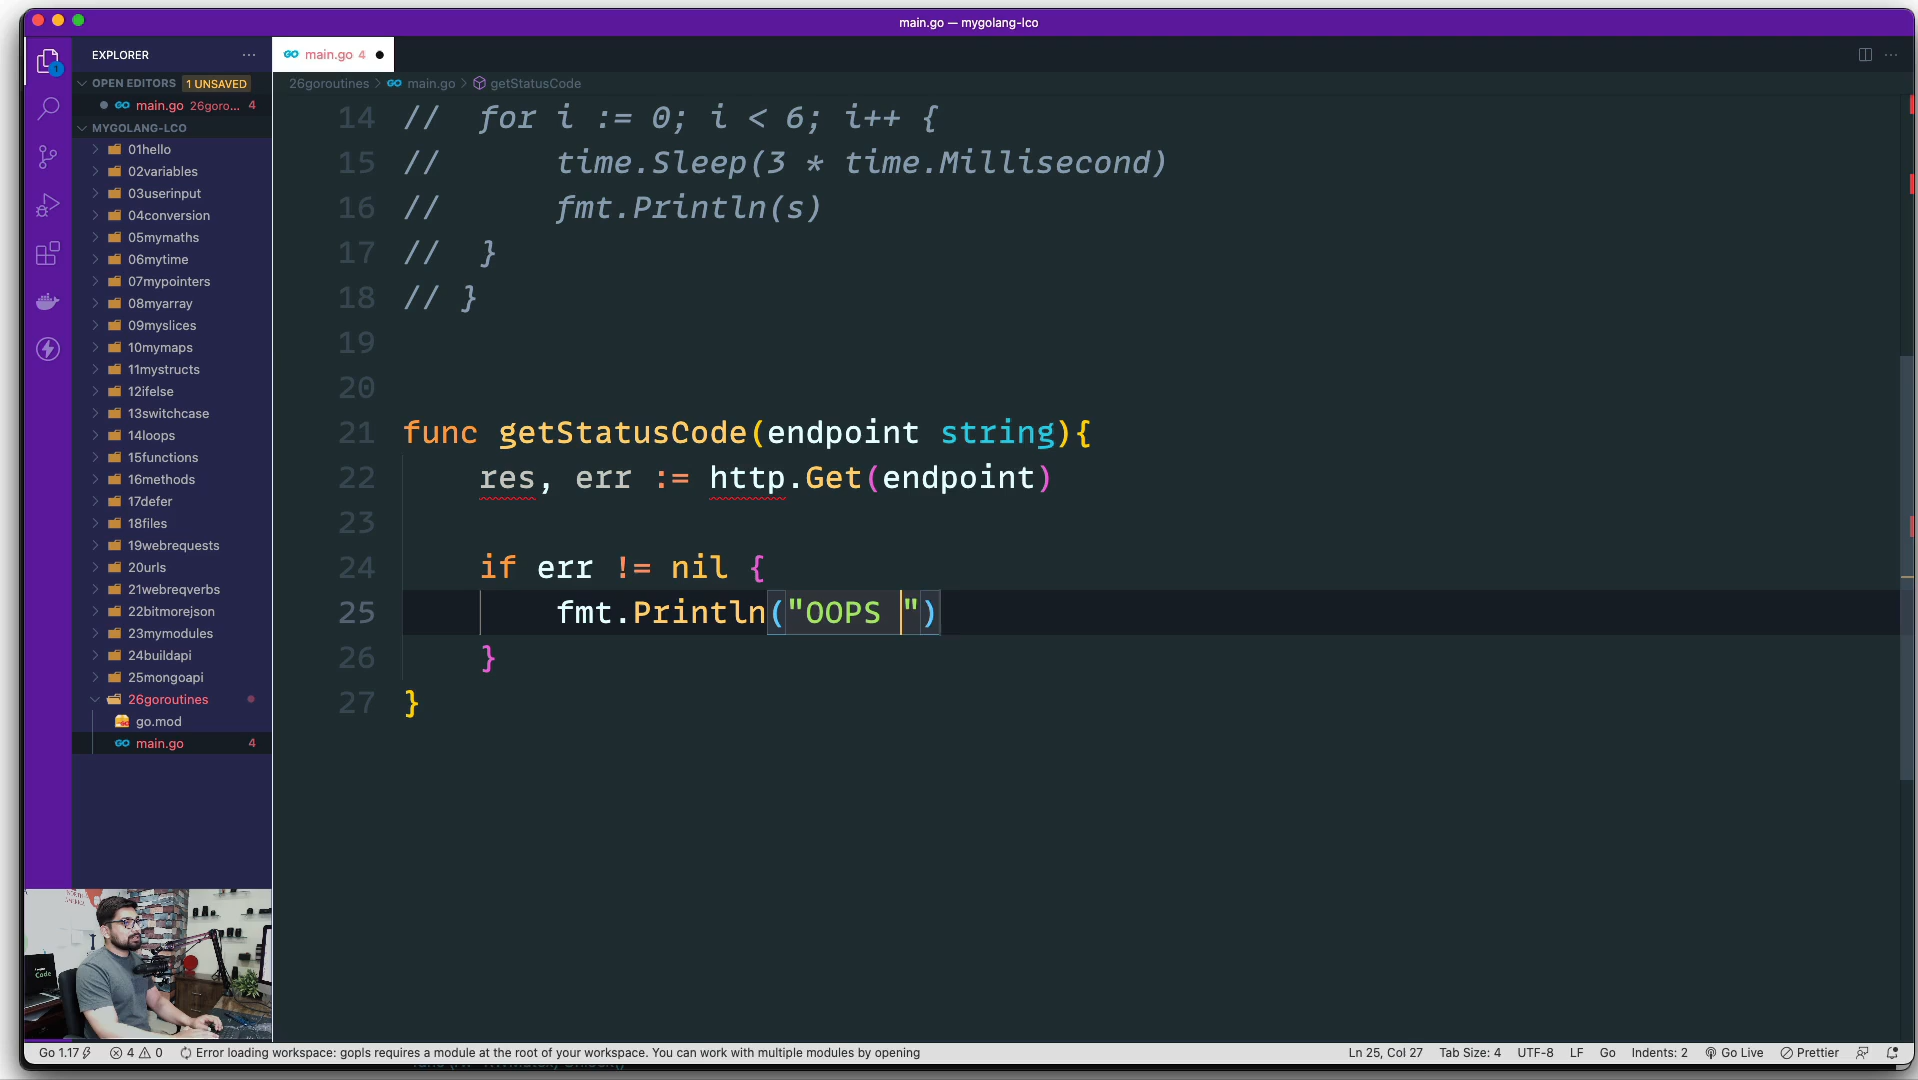 main.go — mygolang-lco
EXPLORER
main.go 4
OPEN EDITORS 1 UNSAVED
main.go 26goro... 4
MYGOLANG-LCO
01hello
02variables
03userinput
04conversion
05mymaths
06mytime
07mypointers
08myarray
09myslices
10mymaps
11mystructs
12ifelse
13switchcase
14loops
15functions
16methods
17defer
18files
19webrequests
20urls
21webreqverbs
22bitmorejson
23mymodules
24buildapi
25mongoapi
26goroutines
go.mod
main.go 4
26goroutines > main.go > getStatusCode
14 //  for i := 0; i < 6; i++ {
15 //      time.Sleep(3 * time.Millisecond)
16 //      fmt.Println(s)
17 //  }
18 // }
19
20
21 func getStatusCode(endpoint string){
22     res, err := http.Get(endpoint)
23
24     if err != nil {
25         fmt.Println("OOPS ")
26     }
27 }
Code
Go 1.17 4 0 Error loading workspace: gopls requires a module at the root of your workspace. You can work with multiple modules by opening
Ln 25, Col 27 Tab Size: 4 UTF-8 LF Go Indents: 2 Go Live Prettier